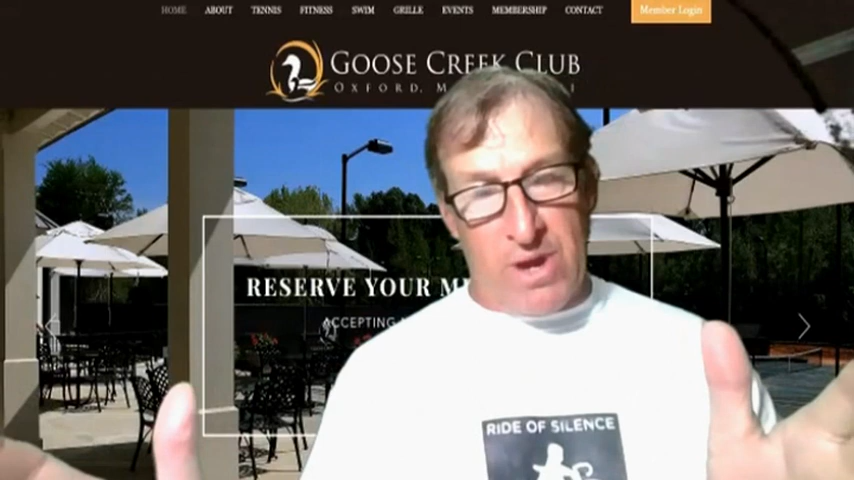 HOME ABOUT TENNIS FITNESS SWIM GRILLE EVENTS MEMBERSHIP CONTACT Member Login
GOOSE CREEK CLUB
OXFORD, M
RESERVE YOUR M
ACCEPTING
RIDE OF SILENCE